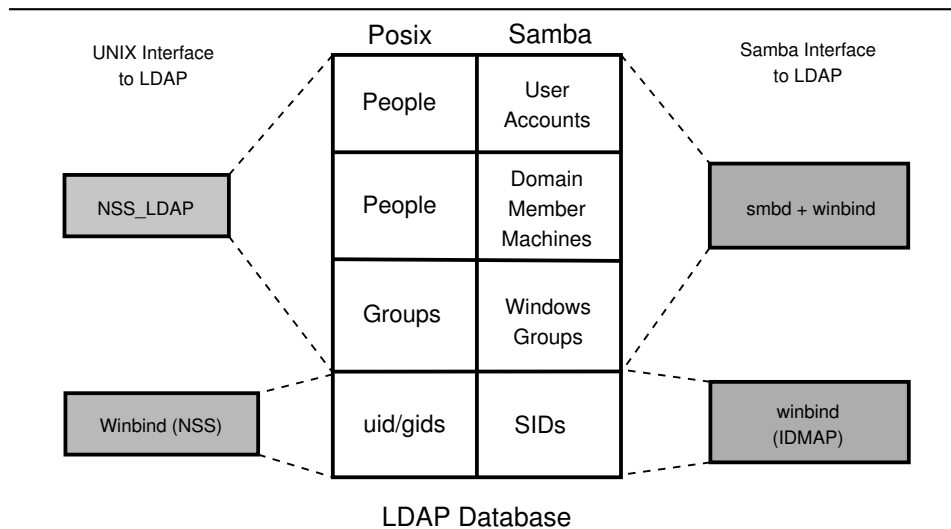 UNIX Interface
to LDAP
Posix
Samba
Samba Interface
to LDAP
People
User
Accounts
NSS_LDAP
People
Domain
Member
Machines
smbd + winbind
Groups
Windows
Groups
Winbind (NSS)
uid/gids
SIDs
winbind
(IDMAP)
LDAP Database